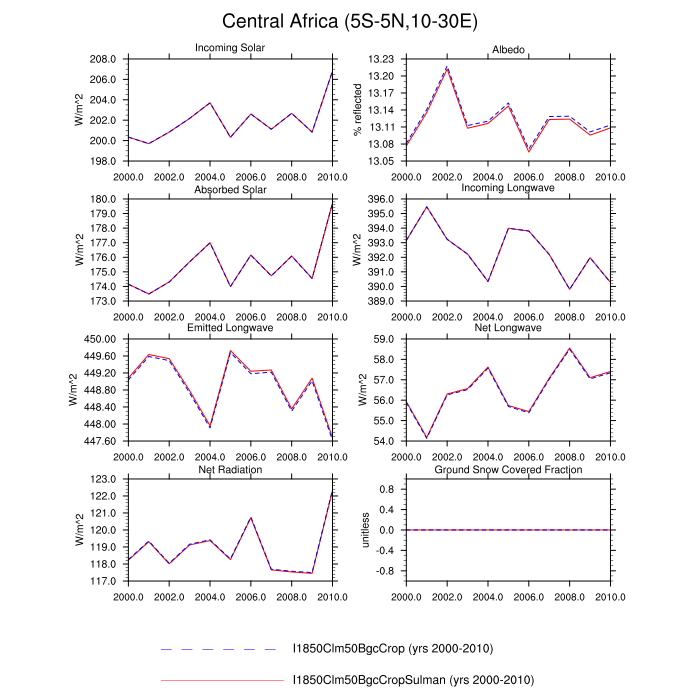 Central Africa (5S-5N,10-30E)
Incoming Solar
W/m^2
208.0
206.0
204.0
202.0
200.0
198.0
2000.0 2002.0 2004.0 2006.0 2008.0 2010.0
Albedo
% reflected
13.23
13.20
13.17
13.14
13.11
13.08
13.05
2000.0 2002.0 2004.0 2006.0 2008.0 2010.0
Absorbed Solar
W/m^2
180.0
179.0
178.0
177.0
176.0
175.0
174.0
173.0
2000.0 2002.0 2004.0 2006.0 2008.0 2010.0
Incoming Longwave
W/m^2
396.0
395.0
394.0
393.0
392.0
391.0
390.0
389.0
2000.0 2002.0 2004.0 2006.0 2008.0 2010.0
Emitted Longwave
W/m^2
450.00
449.60
449.20
448.80
448.40
448.00
447.60
2000.0 2002.0 2004.0 2006.0 2008.0 2010.0
Net Longwave
W/m^2
59.0
58.0
57.0
56.0
55.0
54.0
2000.0 2002.0 2004.0 2006.0 2008.0 2010.0
Net Radiation
W/m^2
123.0
122.0
121.0
120.0
119.0
118.0
117.0
2000.0 2002.0 2004.0 2006.0 2008.0 2010.0
Ground Snow Covered Fraction
unitless
0.8
0.4
0.0
-0.4
-0.8
2000.0 2002.0 2004.0 2006.0 2008.0 2010.0
I1850Clm50BgcCrop (yrs 2000-2010)
I1850Clm50BgcCropSulman (yrs 2000-2010)